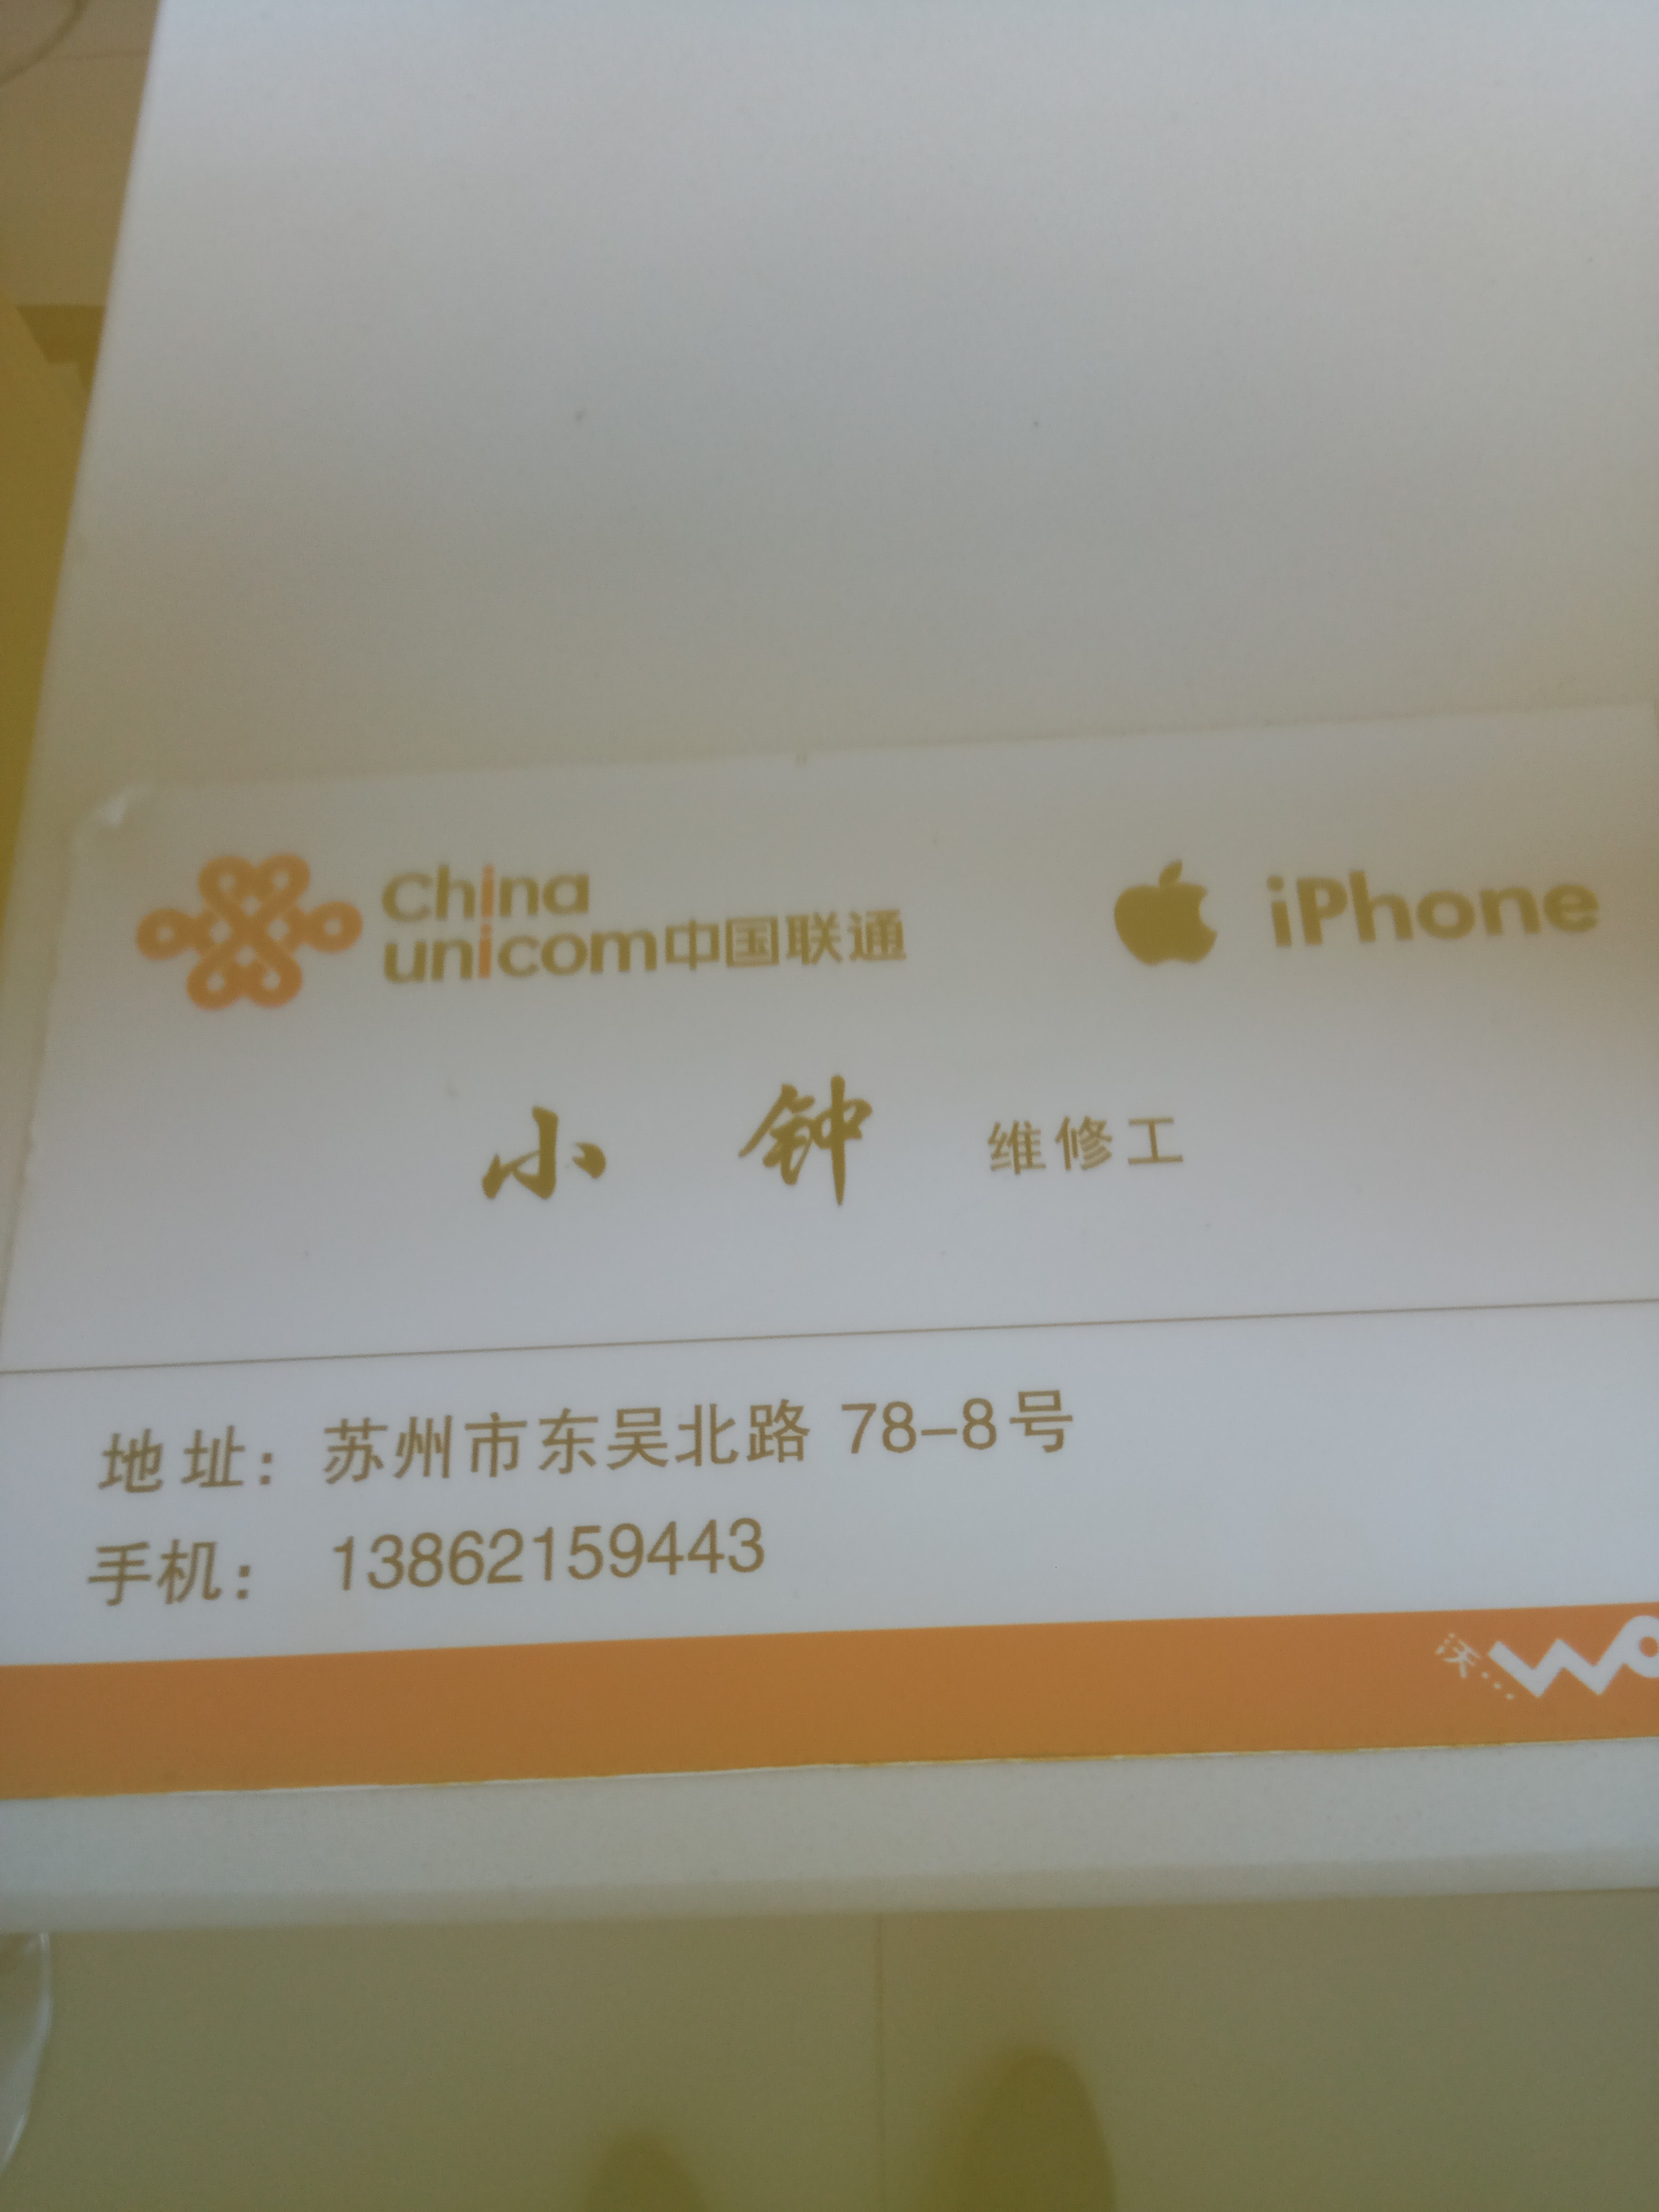 China
unicom中国联通
iPhone
小 钟 维修工
地址：苏州市东吴北路 78-8号
手机： 13862159443
沃...